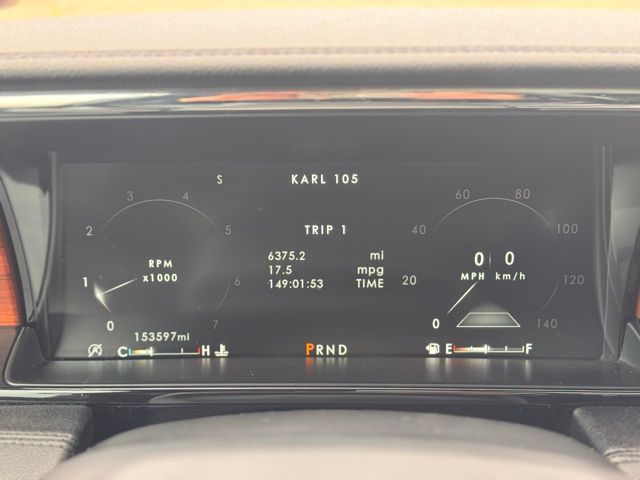 S KARL 105
3 4
2 5
RPM
x1000
1 6
0 7
153597mi
C H
TRIP 1
6375.2 mi
17.5 mpg
149:01:53 TIME
PRND
60 80
40 100
0 0
MPH km/h
20 120
0 140
E F